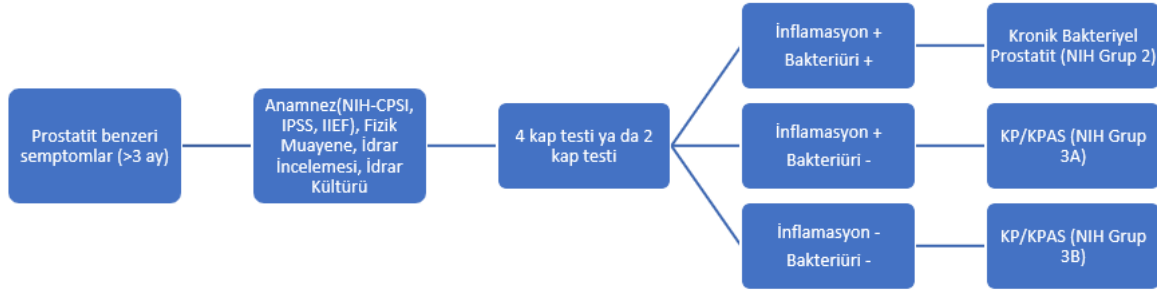 Prostatit benzeri
semptomlar (>3 ay)
Anamnez(NIH-CPSI,
IPSS, IIEF), Fizik
Muayene, İdrar
İncelemesi, İdrar
Kültürü
4 kap testi ya da 2
kap testi
İnflamasyon +
Bakteriüri +
Kronik Bakteriyel
Prostatit (NIH Grup 2)
İnflamasyon +
Bakteriüri -
KP/KPAS (NIH Grup
3A)
İnflamasyon -
Bakteriüri -
KP/KPAS (NIH Grup
3B)